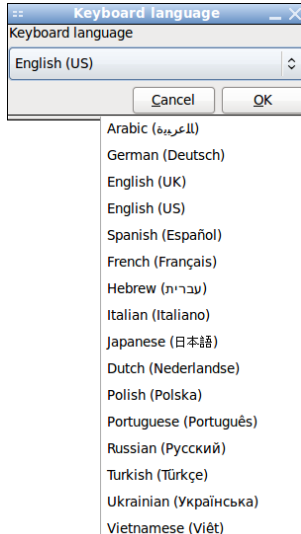 Keyboard language
Keyboard language
English (US)
Cancel
OK
Arabic (اللعربية)
German (Deutsch)
English (UK)
English (US)
Spanish (Español)
French (Français)
Hebrew (עברית)
Italian (Italiano)
Japanese (日本語)
Dutch (Nederlandse)
Polish (Polska)
Portuguese (Português)
Russian (Русский)
Turkish (Türkçe)
Ukrainian (Українська)
Vietnamese (Việt)